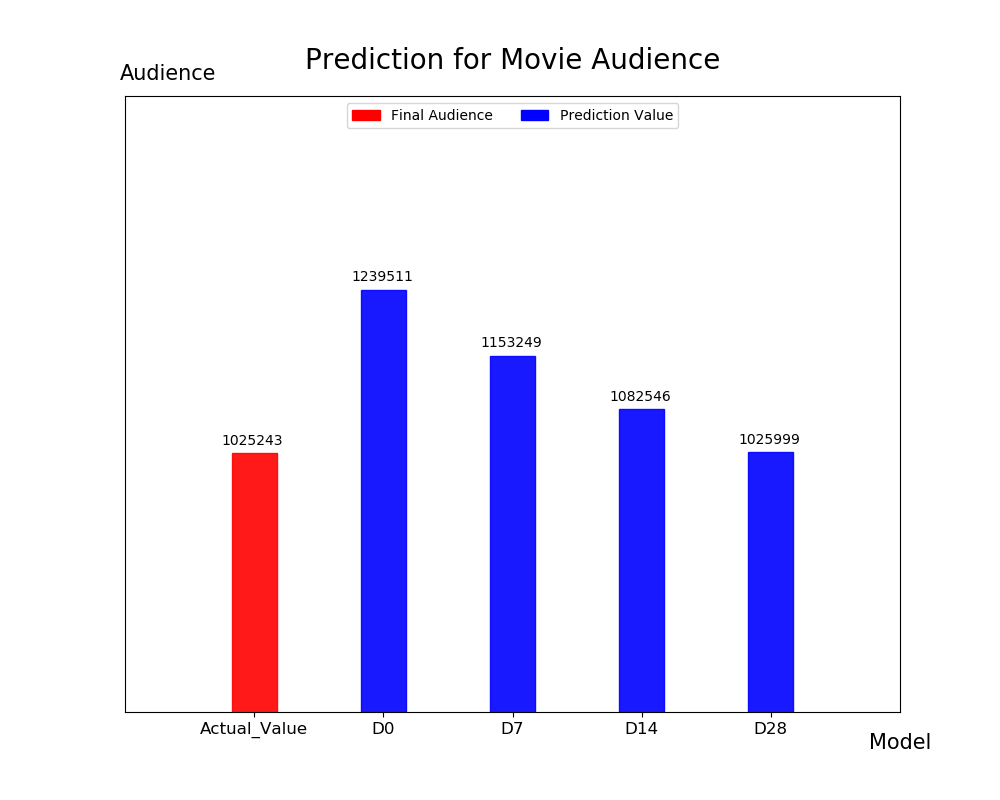 Prediction for Movie Audience
Audience
Final Audience Prediction Value
1239511
1153249
1082546
1025243
1025999
Actual_Value D0 D7 D14 D28
Model